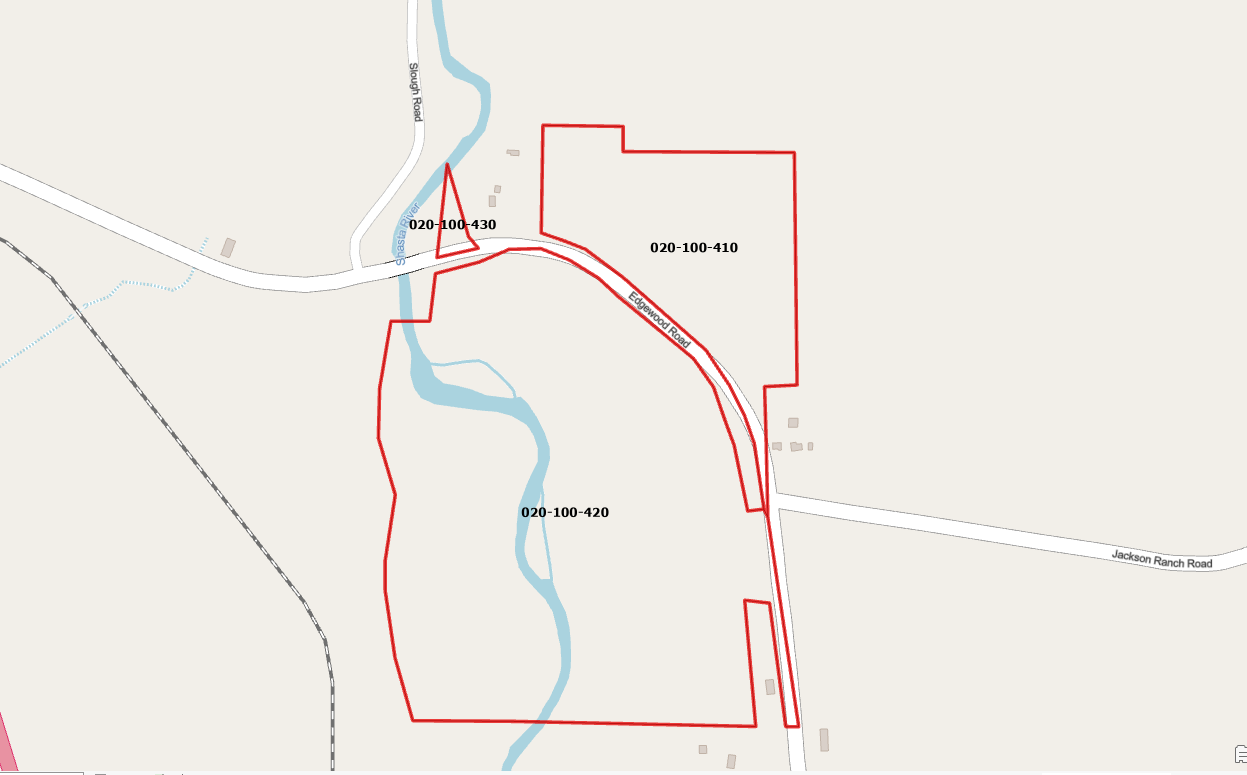 Slough Road
Shasta River
020-100-430
020-100-410
Edgewood Road
020-100-420
Jackson Ranch Road